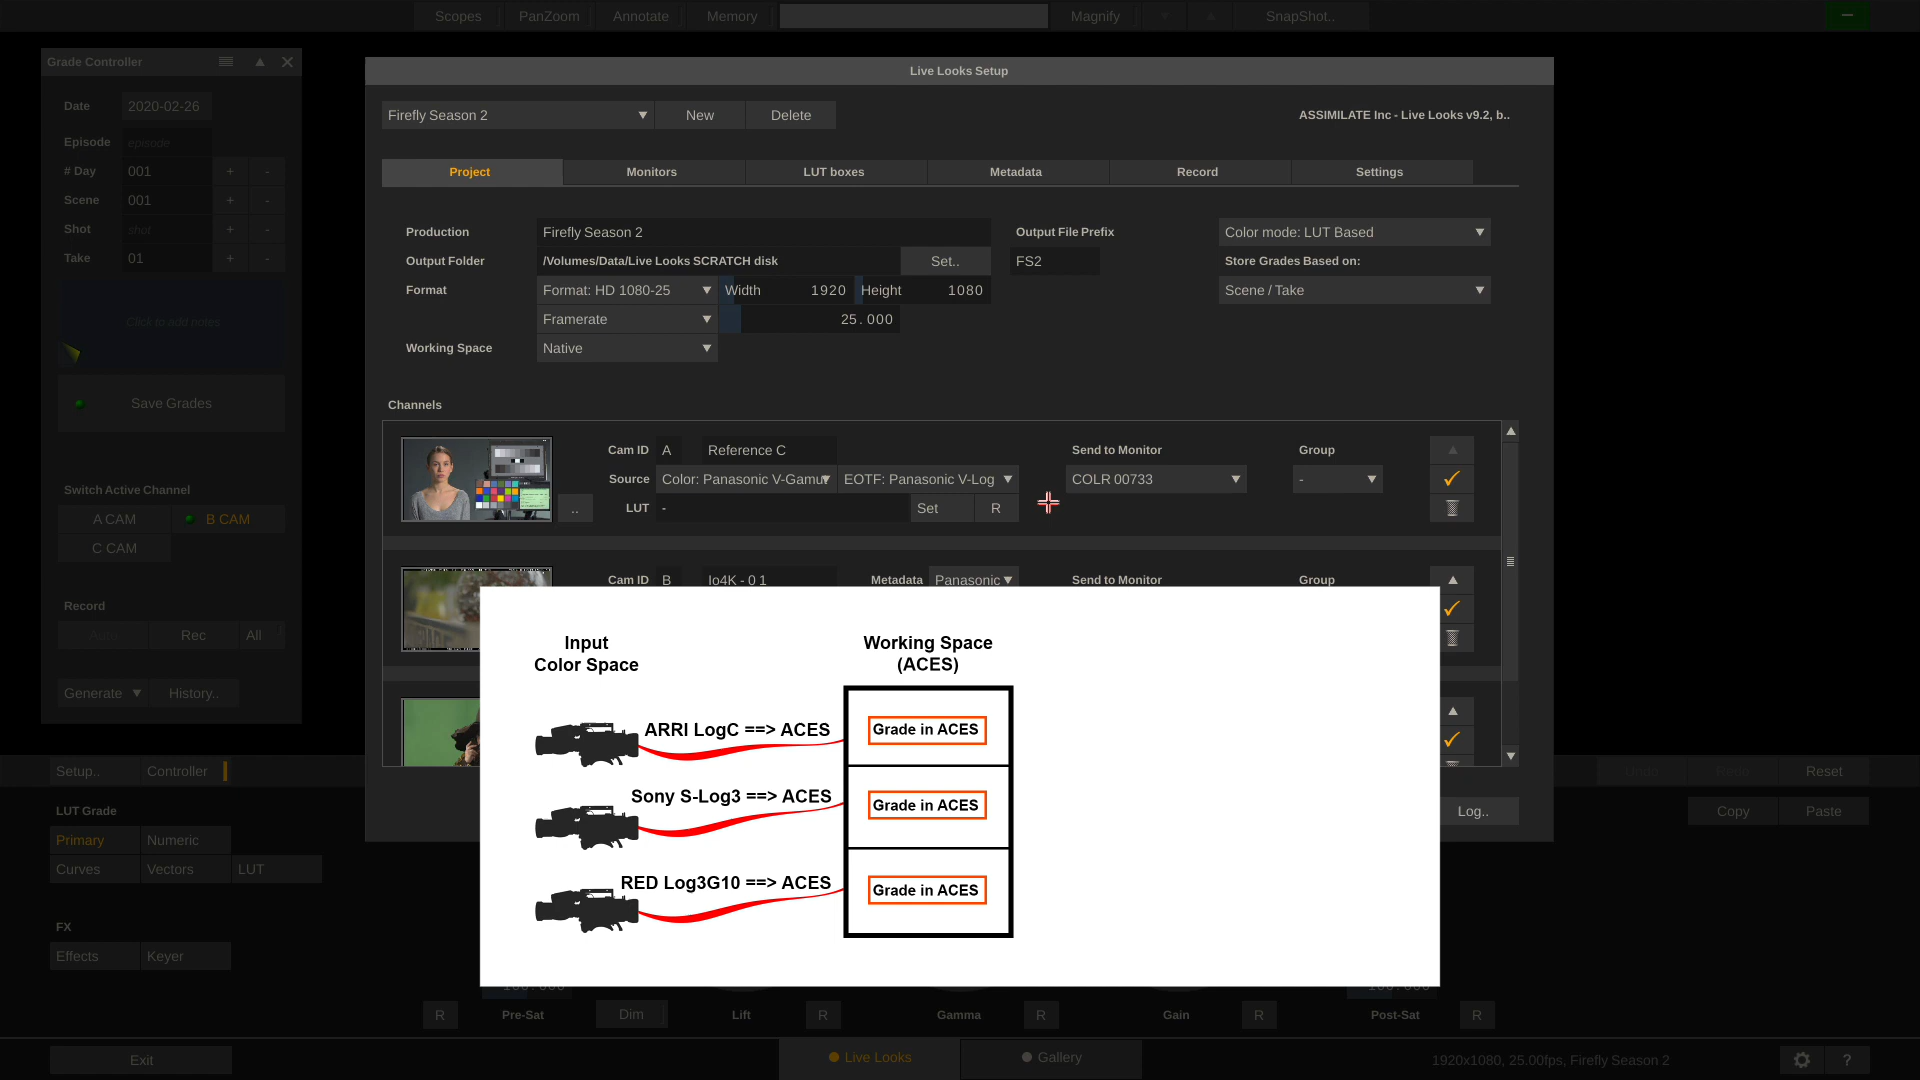 Scopes PanZoom Annotate Memory Magnify SnapShot..
Live Looks Setup
Grade Controller
Firefly Season 2 New Delete ASSIMILATE Inc - Live Looks v9.2, b..
Date 2020-02-26
Episode episode
# Day 001 + -
Scene 001 + -
Shot shot + -
Take 01 + -
Click to add notes
Save Grades
Switch Active Channel
A CAM B CAM
C CAM
Record
Auto Rec All
Generate History..
Project Monitors LUT boxes Metadata Record Settings
Production Firefly Season 2 Output File Prefix Color mode: LUT Based
Output Folder /Volumes/Data/Live Looks SCRATCH disk Set.. FS2 Store Grades Based on:
Format Format: HD 1080-25 Width 1920 Height 1080 Scene / Take
Framerate 25.000
Working Space Native
Channels
Cam ID A Reference C Send to Monitor Group
Source Color: Panasonic V-Gamu EOTF: Panasonic V-Log COLR 00733 -
.. LUT - Set R
Cam ID B Io4K - 0 1 Metadata Panasonic Send to Monitor Group
Input
Color Space
Working Space
(ACES)
ARRI LogC ==> ACES Grade in ACES
Sony S-Log3 ==> ACES Grade in ACES
RED Log3G10 ==> ACES Grade in ACES
Log..
Setup.. Controller Undo Redo Reset
LUT Grade Copy Paste
Primary Numeric
Curves Vectors LUT
FX
Effects Keyer
R Pre-Sat Dim Lift R Gamma R Gain R Post-Sat R
Exit Live Looks Gallery 1920x1080, 25.00fps, Firefly Season 2 ?